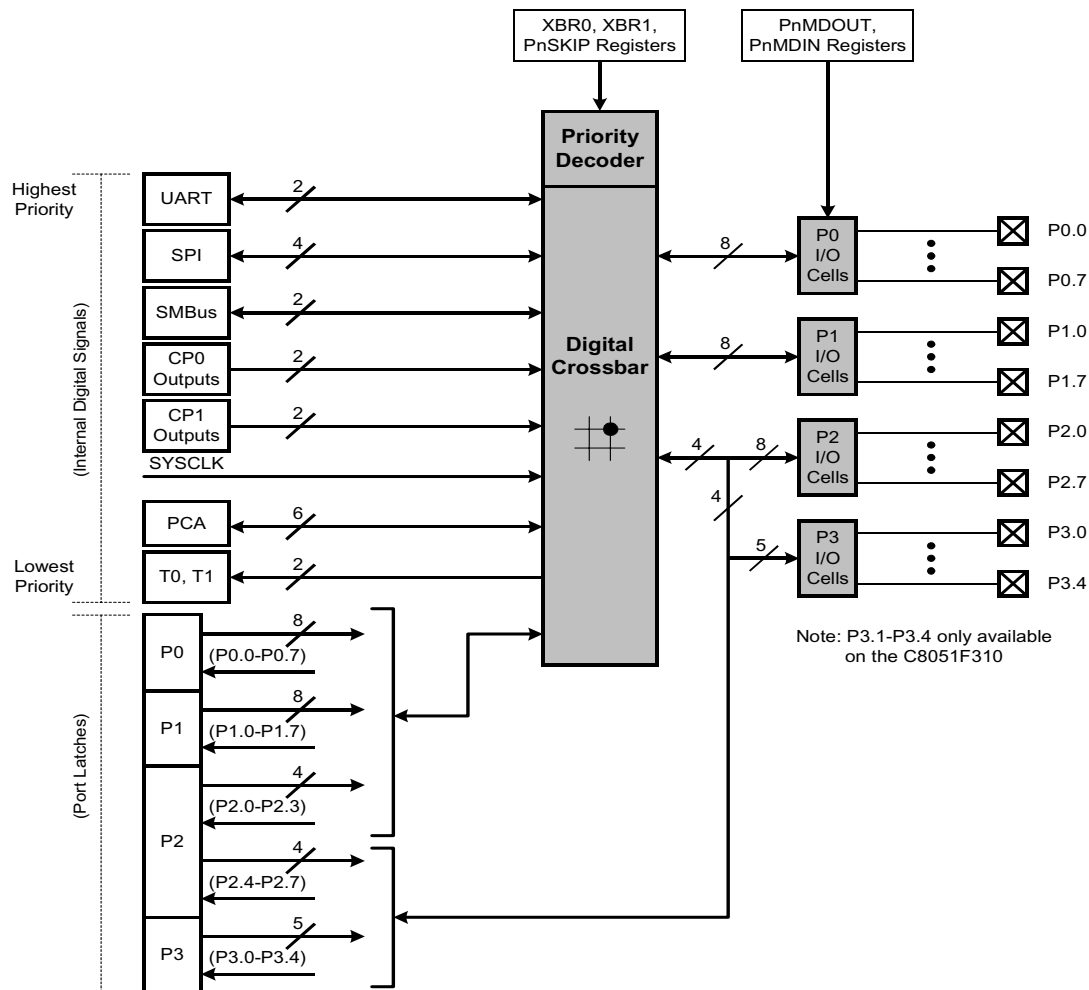 XBR0, XBR1,
PnSKIP Registers
PnMDOUT,
PnMDIN Registers
Priority
Decoder
Highest
Priority
(Internal Digital Signals)
Lowest
Priority
UART
2
SPI
4
SMBus
2
CP0
Outputs
2
CP1
Outputs
2
SYSCLK
PCA
6
T0, T1
2
Digital
Crossbar
8
P0
I/O
Cells
P0.0
P0.7
8
P1
I/O
Cells
P1.0
P1.7
4
8
P2
I/O
Cells
P2.0
P2.7
4
5
P3
I/O
Cells
P3.0
P3.4
Note: P3.1-P3.4 only available
on the C8051F310
(Port Latches)
P0
8
(P0.0-P0.7)
P1
8
(P1.0-P1.7)
P2
4
(P2.0-P2.3)
4
(P2.4-P2.7)
P3
5
(P3.0-P3.4)